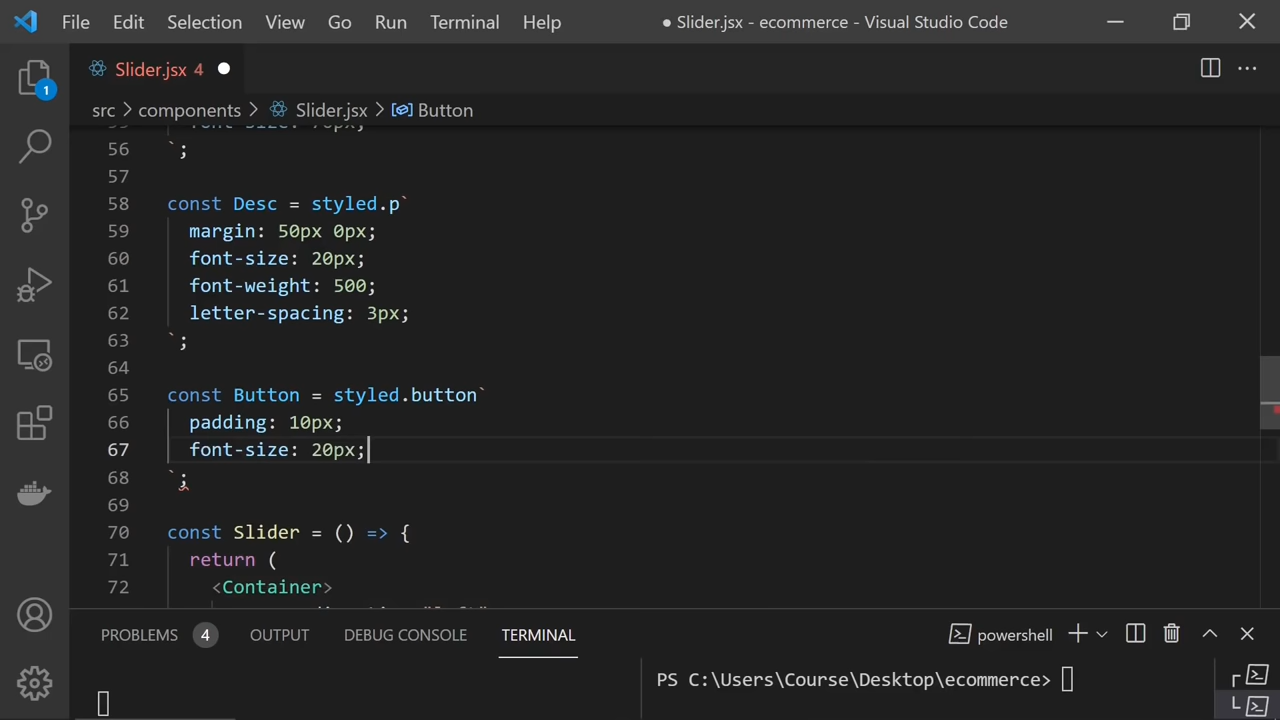 File Edit Selection View Go Run Terminal Help ● Slider.jsx - ecommerce - Visual Studio Code
Slider.jsx 4
1
src > components > Slider.jsx > Button
56 `;
57
58 const Desc = styled.p`
59 margin: 50px 0px;
60 font-size: 20px;
61 font-weight: 500;
62 letter-spacing: 3px;
63 `;
64
65 const Button = styled.button`
66 padding: 10px;
67 font-size: 20px;
68 `;
69
70 const Slider = () => {
71 return (
72 <Container>
PROBLEMS 4 OUTPUT DEBUG CONSOLE TERMINAL powershell
PS C:\Users\Course\Desktop\ecommerce>